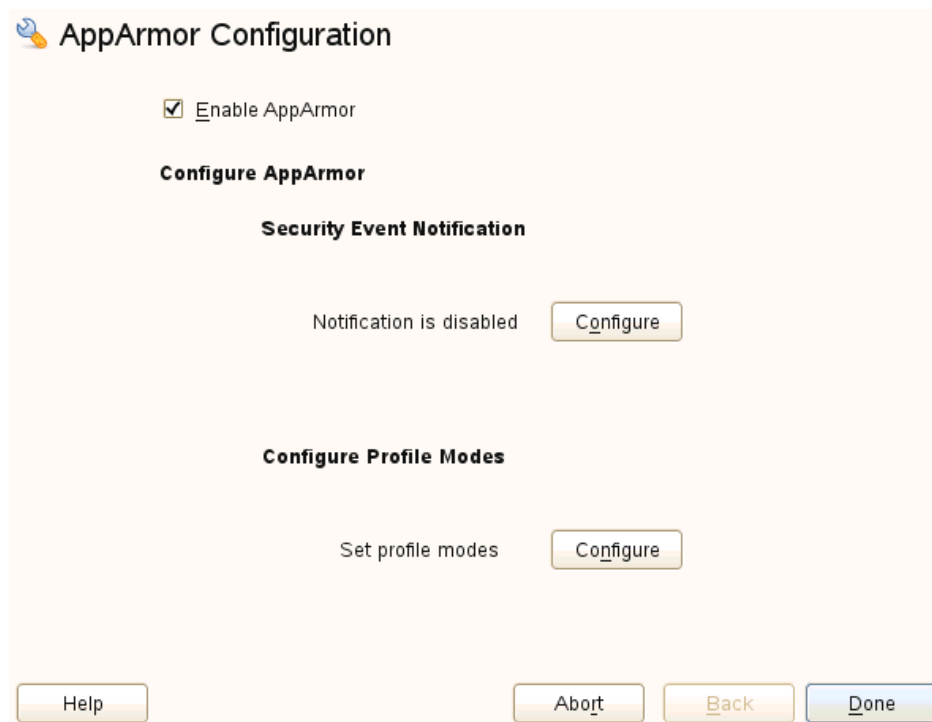 AppArmor Configuration
Enable AppArmor
Configure AppArmor
Security Event Notification
Notification is disabled Configure
Configure Profile Modes
Set profile modes Configure
Help Abort Back Done